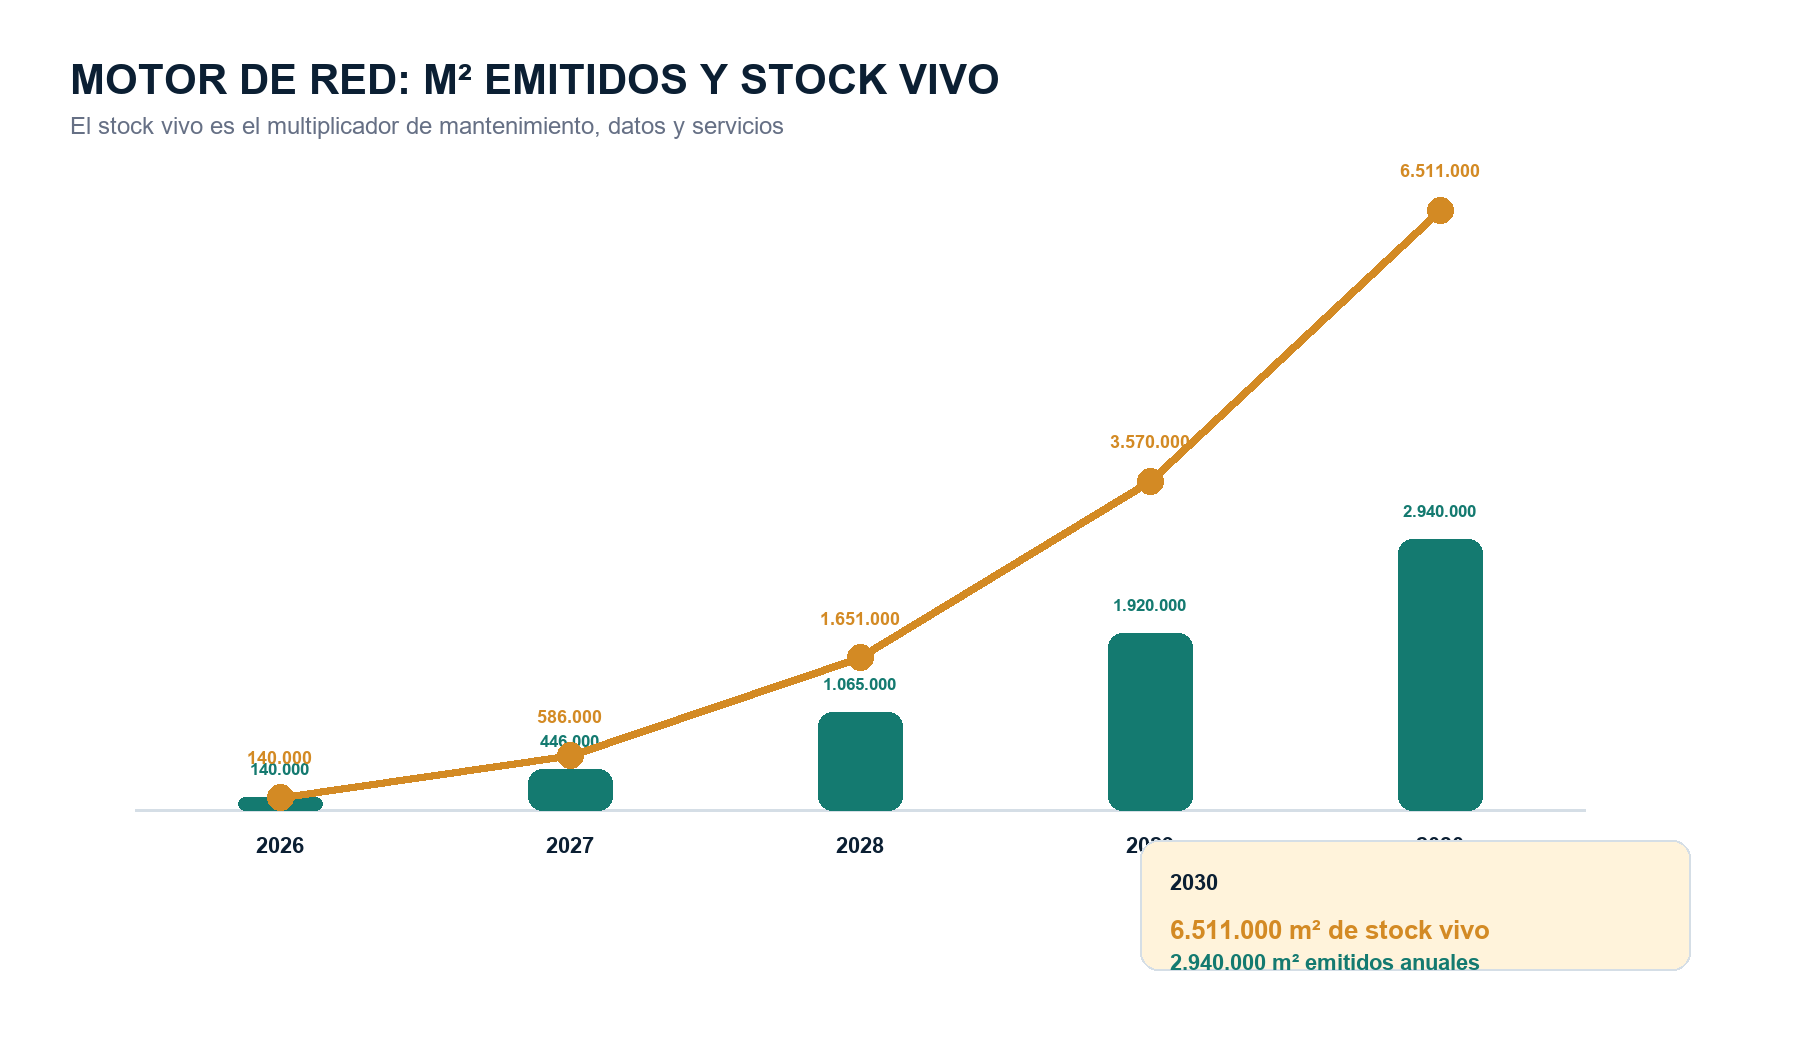 MOTOR DE RED: M² EMITIDOS Y STOCK VIVO
El stock vivo es el multiplicador de mantenimiento, datos y servicios
6.511.000
3.570.000
2.940.000
1.920.000
1.651.000
1.065.000
586.000
446.000
140.000
140.000
2026 2027 2028
2030
6.511.000 m² de stock vivo
2.940.000 m² emitidos anuales